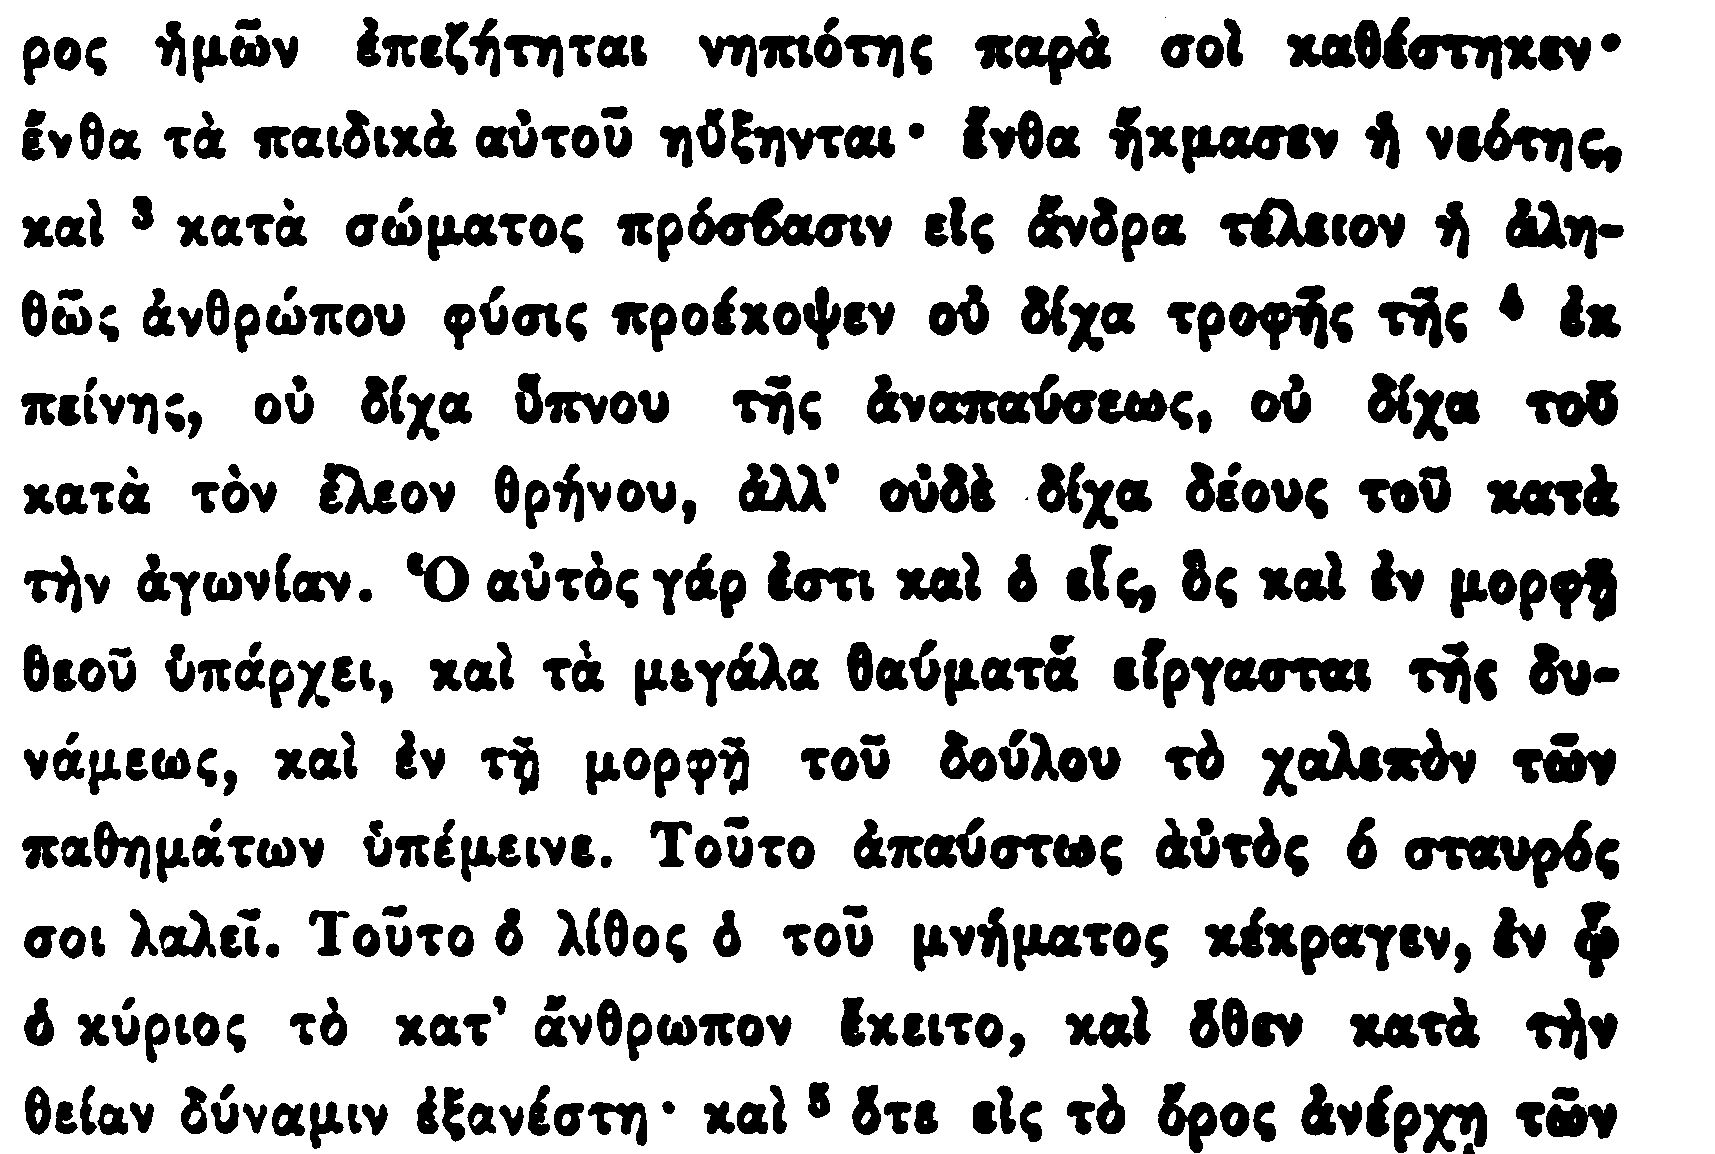 ρος ἡμῶν ἐπεζήτηται νηπιότης παρὰ σοὶ καθέστηκεν·
ἔνθα τὰ παιδικὰ αὐτοῦ ηὔξηνται· ἔνθα ἤκμασεν ἡ νεότης,
καὶ 3 κατὰ σώματος πρόσβασιν εἰς ἄνδρα τέλειον ἡ ἀλη-
θῶς ἀνθρώπου φύσις προέκοψεν οὐ δίχα τροφῆς τῆς 4 ἐκ
πείνης, οὐ δίχα ὕπνου τῆς ἀναπαύσεως, οὐ δίχα τοῦ
κατὰ τὸν ἔλεον θρήνου, ἀλλ' οὐδὲ δίχα δέους τοῦ κατὰ
τὴν ἀγωνίαν. Ὁ αὐτὸς γάρ ἐστι καὶ ὁ εἷς, ὃς καὶ ἐν μορφῇ
θεοῦ ὑπάρχει, καὶ τὰ μεγάλα θαύματα εἴργασται τῆς δυ-
νάμεως, καὶ ἐν τῇ μορφῇ τοῦ δούλου τὸ χαλεπὸν τῶν
παθημάτων ὑπέμεινε. Τοῦτο ἀπαύστως ἀὐτὸς ὁ σταυρός
σοι λαλεῖ. Τοῦτο ὁ λίθος ὁ τοῦ μνήματος κέκραγεν, ἐν ᾧ
ὁ κύριος τὸ κατ' ἄνθρωπον ἔκειτο, καὶ ὅθεν κατὰ τὴν
θείαν δύναμιν ἐξανέστη· καὶ 5 ὅτε εἰς τὸ ὄρος ἀνέρχῃ τῶν